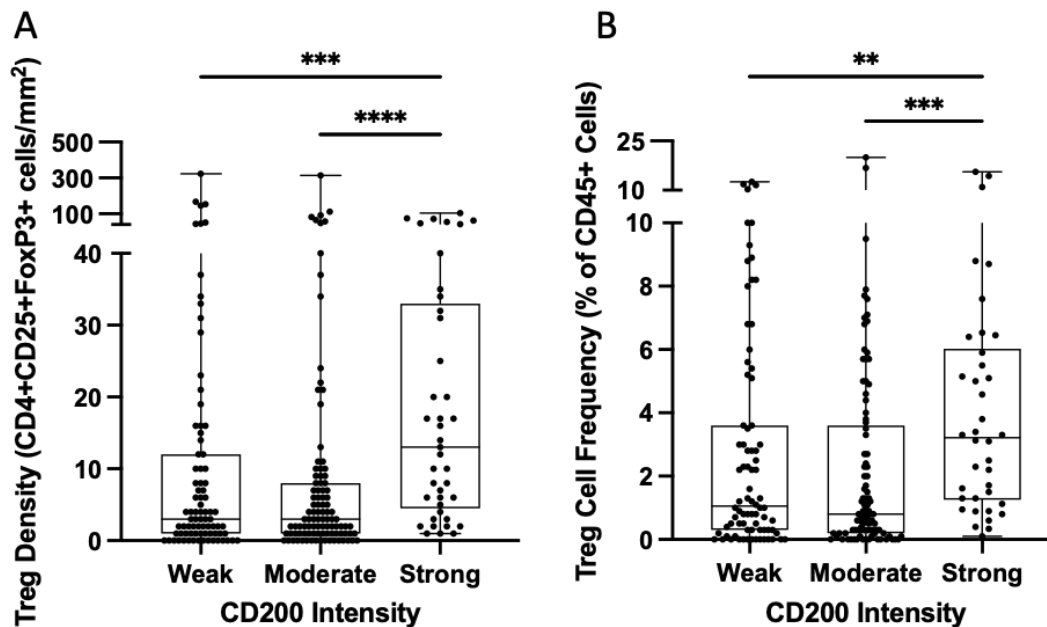 A
Treg Density (CD4+CD25+FoxP3+ cells/mm²)
***
****
500
300
100
40
30
20
10
0
Weak Moderate Strong
CD200 Intensity
B
Treg Cell Frequency (% of CD45+ Cells)
**
***
25
10
10
8
6
4
2
0
Weak Moderate Strong
CD200 Intensity